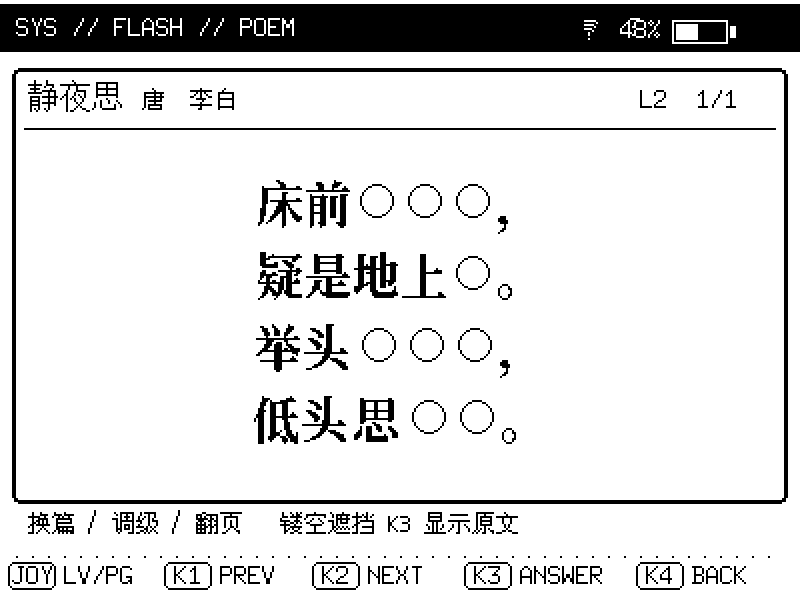 SYS // FLASH // POEM 48%
静夜思 唐 李白 L2 1/1
床前○○○，
疑是地上○。
举头○○○，
低头思○○。
换篇 / 调级 / 翻页 镂空遮挡 K3 显示原文
JOY LV/PG K1 PREV K2 NEXT K3 ANSWER K4 BACK